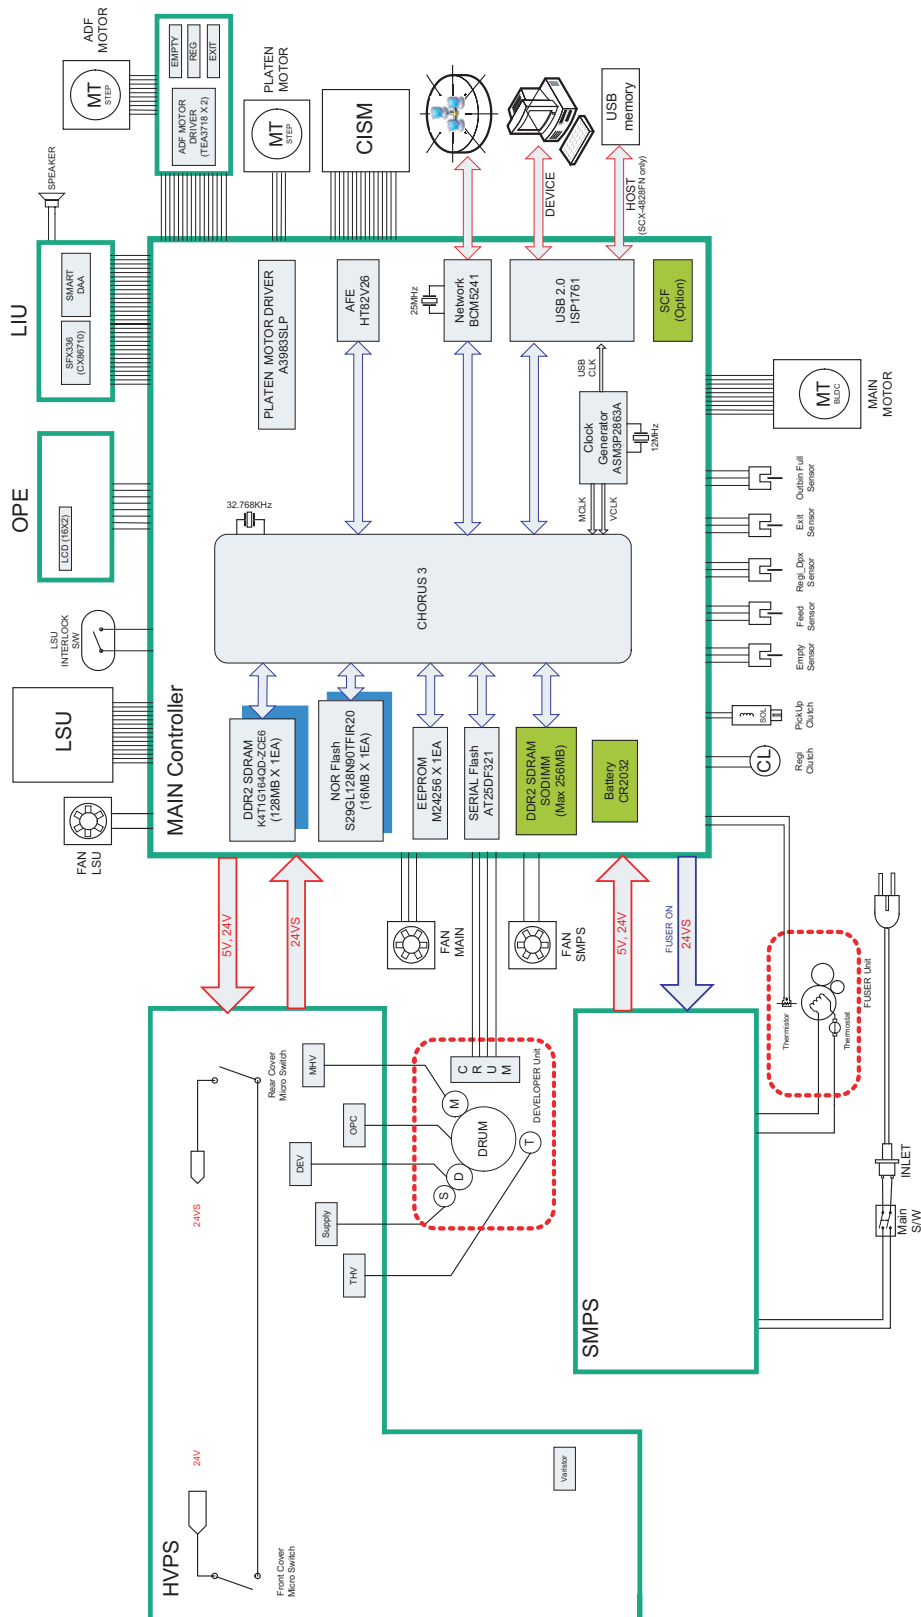 ADF
MOTOR
MT
STEP
EMPTY
REG
EXIT
ADF MOTOR
DRIVER
(TEA3718 X 2)
PLATEN
MOTOR
MT
STEP
CISM
DEVICE
USB
memory
HOST
(SCX-4828FN only)
SPEAKER
LIU
SMART
DAA
SFX336
(CX86710)
OPE
LCD (16X2)
LSU
INTERLOCK
S/W
LSU
FAN
LSU
MAIN Controller
PLATEN MOTOR DRIVER
A3983SLP
AFE
HT82V26
25MHz
Network
BCM5241
USB 2.0
ISP1761
SCF
(Option)
USB
CLK
Clock
Generator
ASM3P2863A
12MHz
MCLK
VCLK
32.768KHz
CHORUS 3
DDR2 SDRAM
K4T1G164QD-ZCE6
(128MB X 1EA)
NOR Flash
S29GL128N90TFIR20
(16MB X 1EA)
EEPROM
M24256 X 1EA
SERIAL Flash
AT25DF321
DDR2 SDRAM
SODIMM
(Max 256MB)
Battery
CR2032
MT
BLDC
MAIN
MOTOR
Outbin Full
Sensor
Exit
Sensor
Regi_Dpx
Sensor
Feed
Sensor
Empty
Sensor
SOL
PickUp
Clutch
CL
Regi
Clutch
5V, 24V
24VS
FAN
MAIN
FAN
SMPS
5V, 24V
FUSER ON
24VS
Thermistor
Thermostat
FUSER Unit
INLET
Main
S/W
SMPS
HVPS
24VS
Rear Cover
Micro Switch
24V
Front Cover
Micro Switch
MHV
OPC
DEV
Supply
THV
C
R
U
M
M
DRUM
D
S
T
DEVELOPER Unit
Varistor